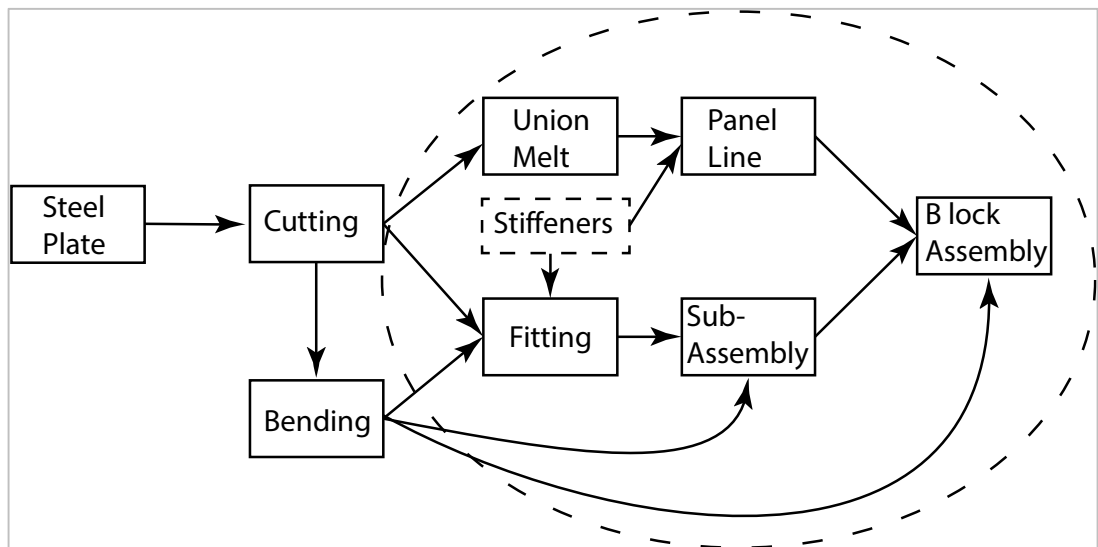 Steel
Plate
Cutting
Bending
Union
Melt
Stiffeners
Fitting
Panel
Line
Sub-
Assembly
B lock
Assembly